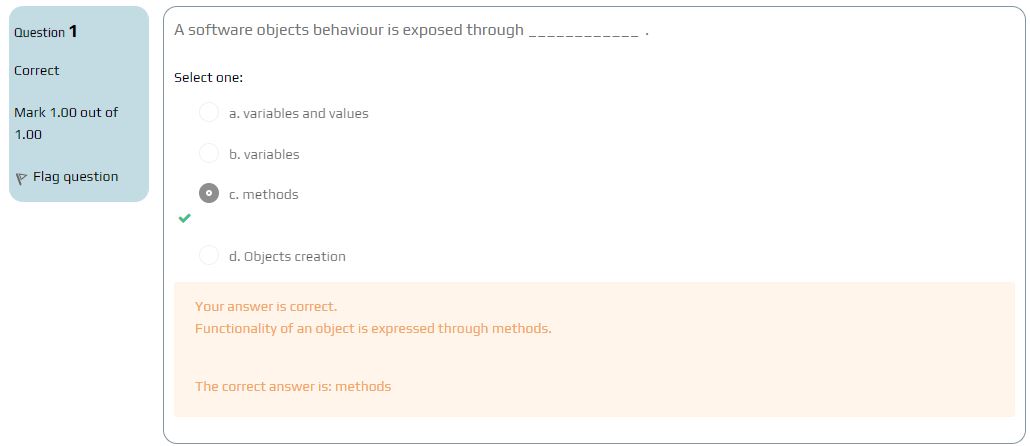 Question 1
Correct
Mark 1.00 out of
1.00
Flag question
A software objects behaviour is exposed through ____________ .
Select one:
a. variables and values
b. variables
c. methods
d. Objects creation
Your answer is correct.
Functionality of an object is expressed through methods.
The correct answer is: methods